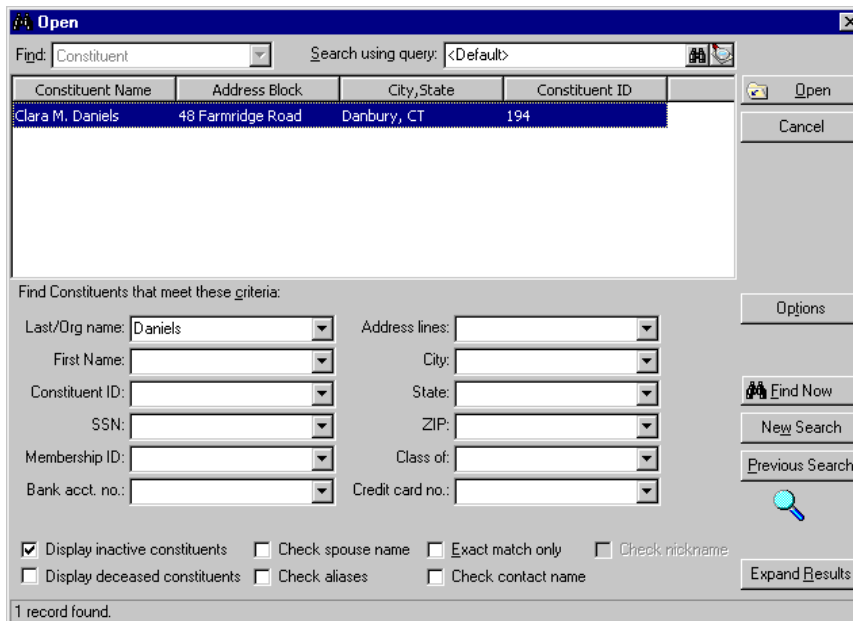 Open
Find: Constituent Search using query: <Default>
Constituent Name Address Block City,State Constituent ID Open
Clara M. Daniels 48 Farmridge Road Danbury, CT 194
Cancel
Find Constituents that meet these criteria:
Options
Last/Org name: Daniels Address lines:
First Name: City:
Constituent ID: State: Find Now
SSN: ZIP: New Search
Membership ID: Class of: Previous Search
Bank acct. no.: Credit card no.:
Display inactive constituents Check spouse name Exact match only Check nickname
Display deceased constituents Check aliases Check contact name Expand Results
1 record found.